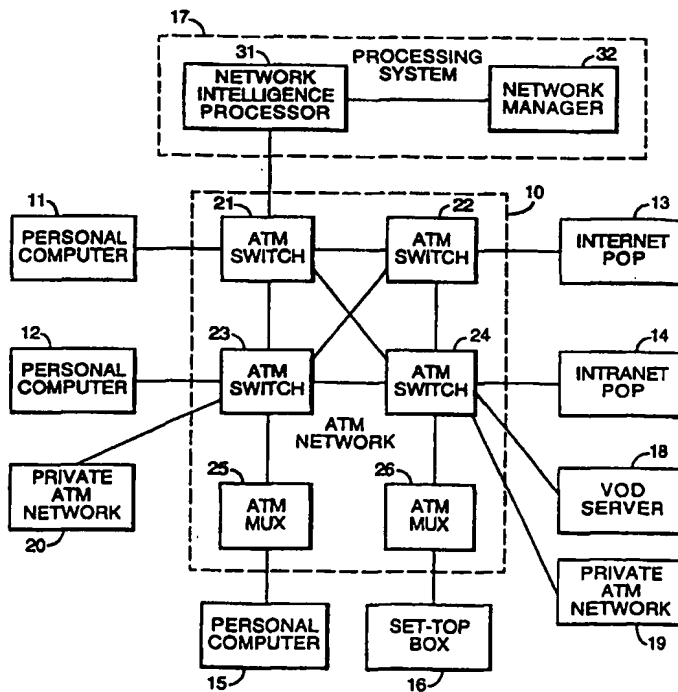 17
31
PROCESSING
SYSTEM
32
NETWORK
INTELLIGENCE
PROCESSOR
NETWORK
MANAGER
11
21
22
10
13
PERSONAL
COMPUTER
ATM
SWITCH
ATM
SWITCH
INTERNET
POP
12
23
24
14
PERSONAL
COMPUTER
ATM
SWITCH
ATM
SWITCH
INTRANET
POP
ATM
NETWORK
25
26
18
PRIVATE
ATM
NETWORK
20
ATM
MUX
ATM
MUX
VOD
SERVER
PERSONAL
COMPUTER
15
SET-TOP
BOX
16
PRIVATE
ATM
NETWORK
19